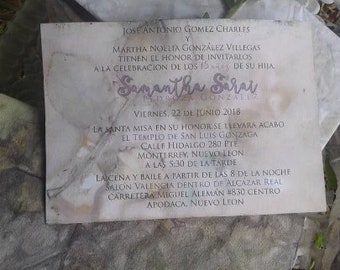 José Antonio Gómez Charles
y
Martha Noelia González Villegas
tienen el honor de invitarlos
a la celebracion de los 15 años de su hija
Samantha Sarai
González
Viernes, 22 de junio 2018
La santa misa en su honor se llevara acabo
El Templo de San Luis Gonzaga
Calle Hidalgo 280 Pte
Monterrey, Nuevo Leon
a las 5:30 de la tarde
La cena y baile a partir de las 8 de la noche
Salón Valencia dentro de Alcazar Real
Carretera Miguel Alemán #830 Centro
Apodaca, Nuevo León